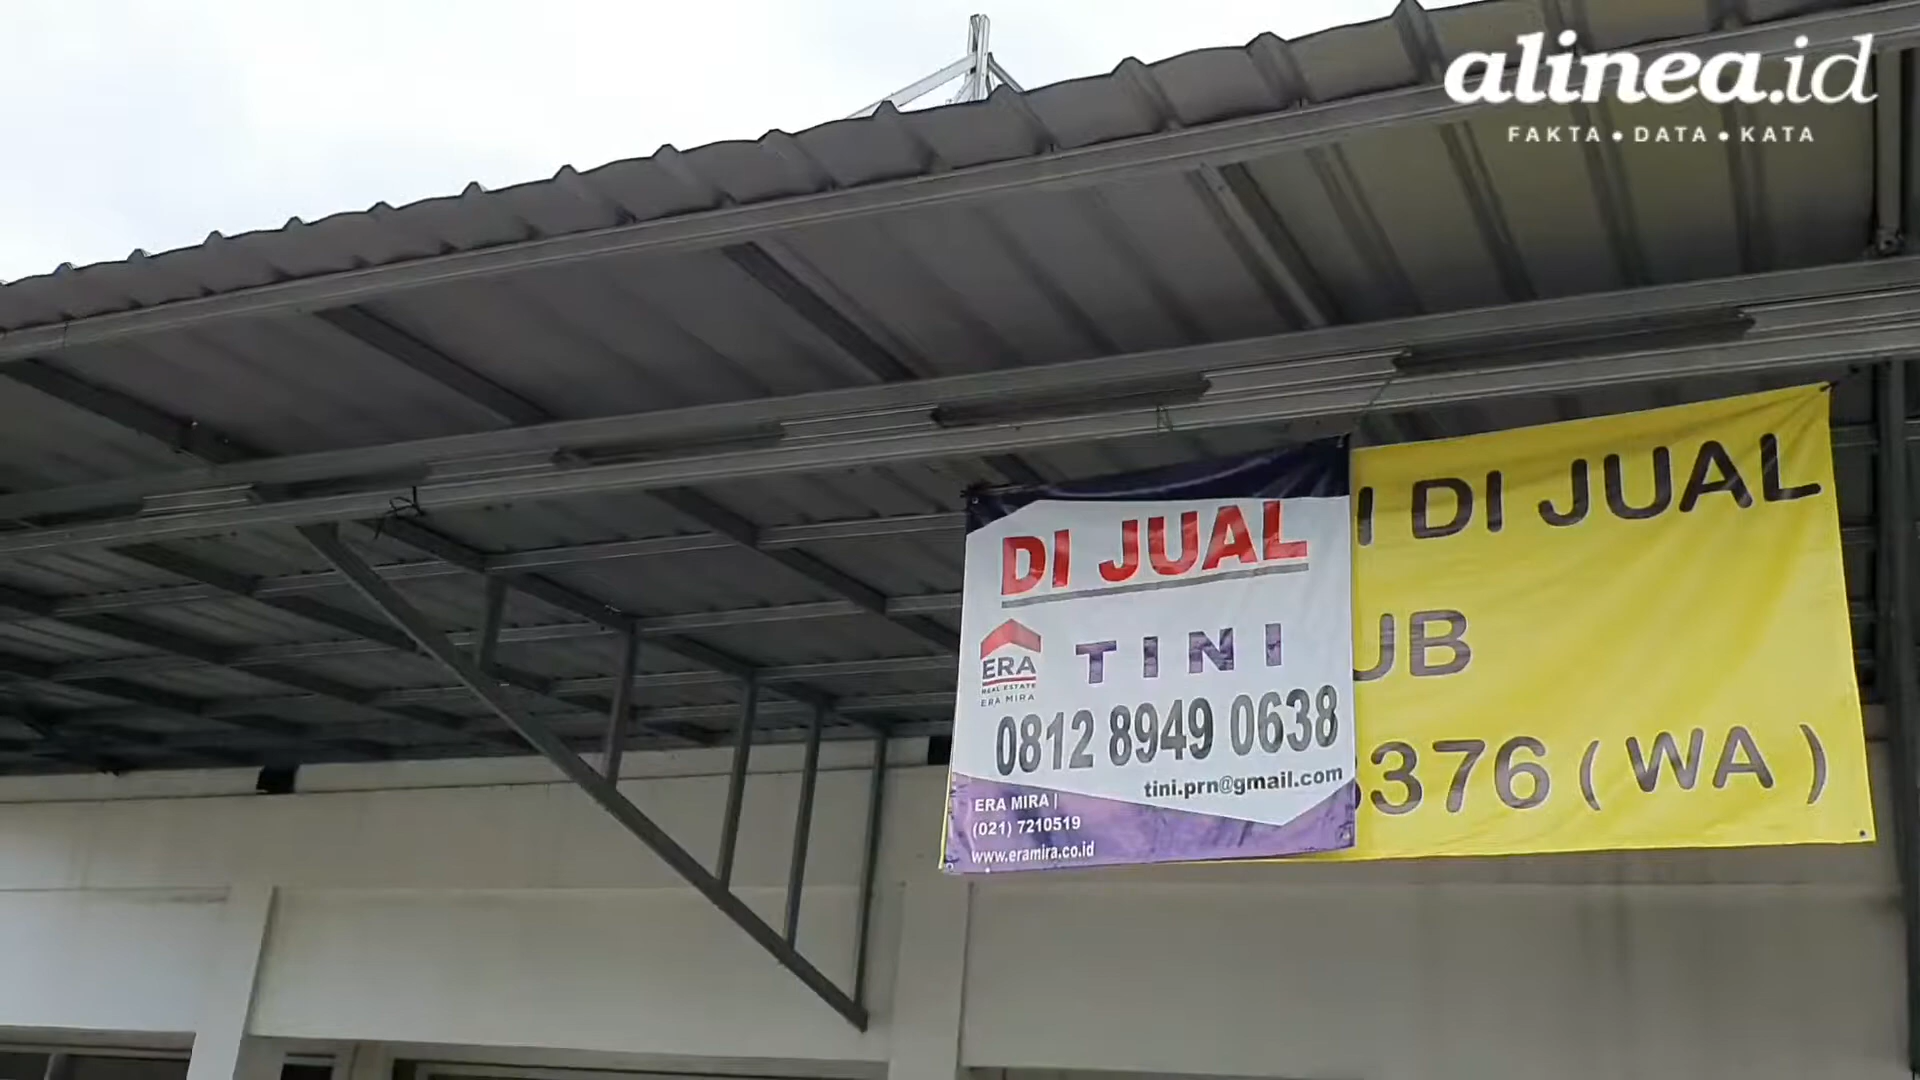 alinea.id
FAKTA • DATA • KATA
DI JUAL
TINI
ERA
REAL ESTATE
ERA MIRA
0812 8949 0638
tini.prn@gmail.com
ERA MIRA |
(021) 7210519
www.eramira.co.id
DI JUAL
UB
376 ( WA )